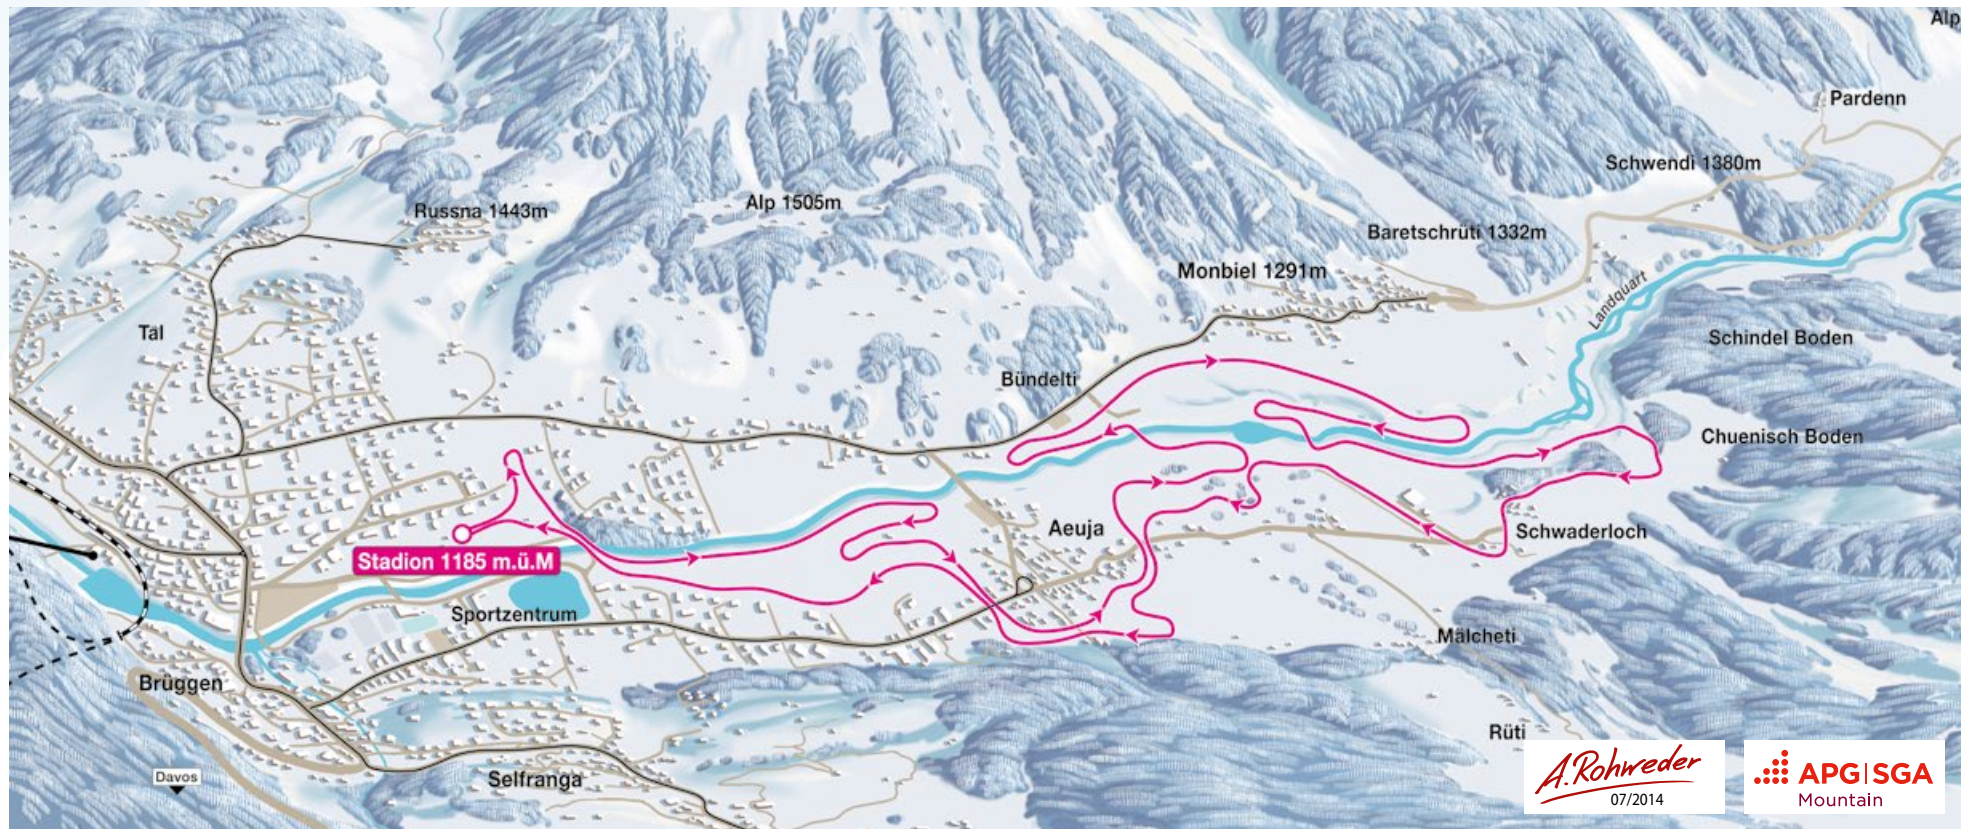 Alp
Pardenn
Schwendi 1380m
Russna 1443m
Alp 1505m
Baretschrüti 1332m
Monbiel 1291m
Landquart
Tal
Schindel Boden
Bündelti
Chuenisch Boden
Aeuja
Schwaderloch
Stadion 1185 m.ü.M
Sportzentrum
Mälcheti
Brüggen
Rüti
Davos
Selfranga
A.Rohweder
07/2014
APG|SGA
Mountain